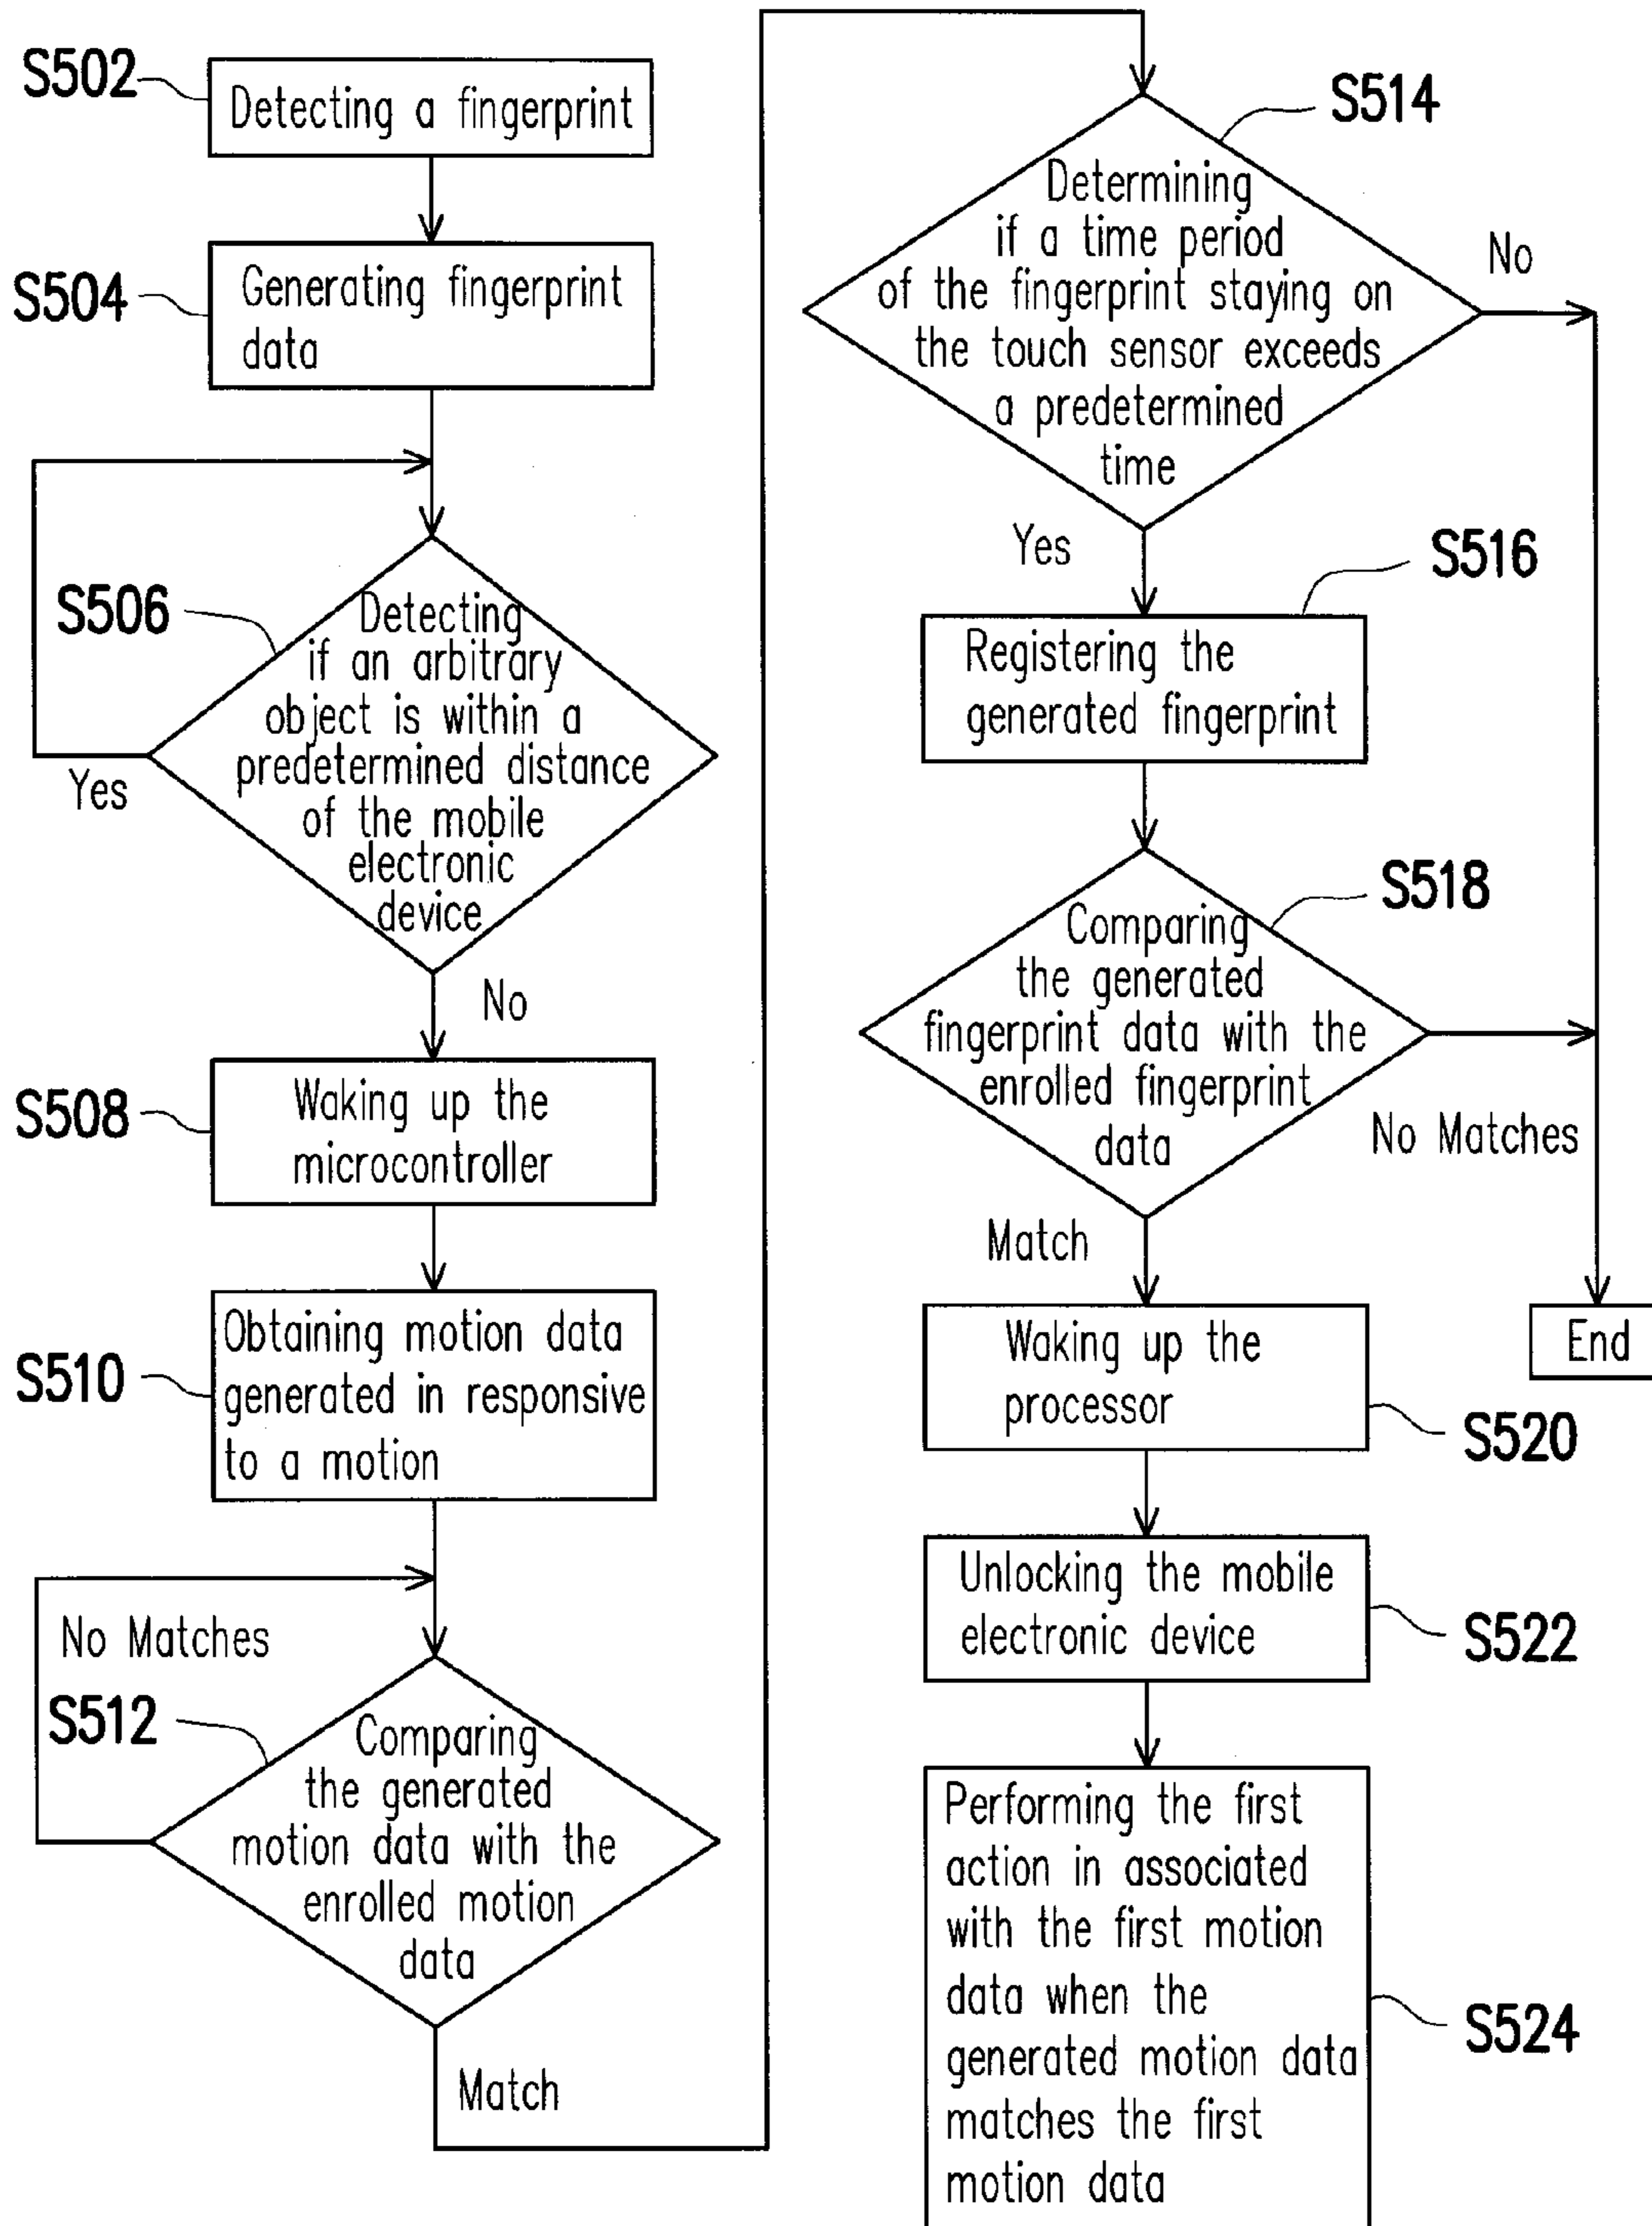 S502
Detecting a fingerprint
S504
Generating fingerprint
data
S506
Detecting
if an arbitrary
object is within a
predetermined distance
of the mobile
electronic
device
Yes
No
S508
Waking up the
microcontroller
S510
Obtaining motion data
generated in responsive
to a motion
No Matches
S512
Comparing
the generated
motion data with the
enrolled motion
data
Match
S514
Determining
if a time period
of the fingerprint staying on
the touch sensor exceeds
a predetermined
time
No
Yes
S516
Registering the
generated fingerprint
S518
Comparing
the generated
fingerprint data with the
enrolled fingerprint
data
No Matches
Match
Waking up the
processor
End
S520
Unlocking the mobile
electronic device
S522
Performing the first
action in associated
with the first motion
data when the
generated motion data
matches the first
motion data
S524